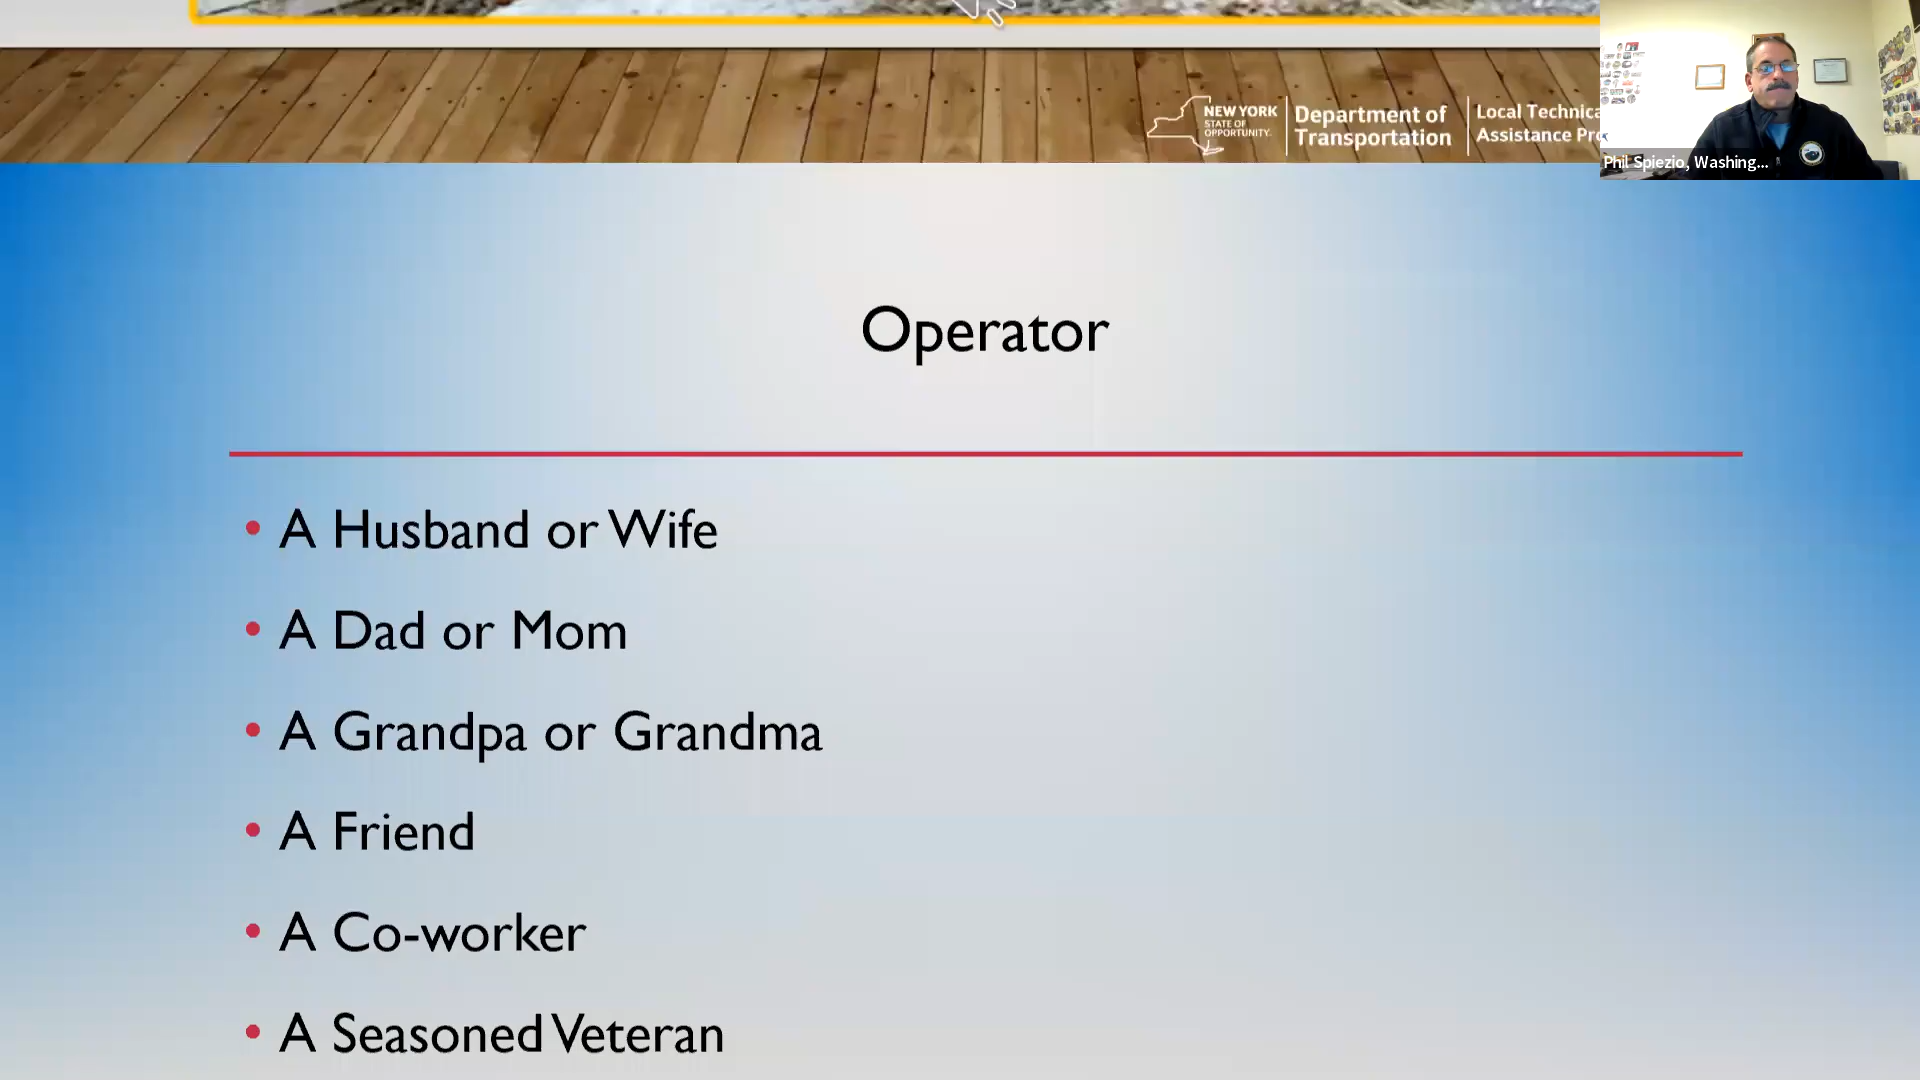 NEW YORK
STATE OF
OPPORTUNITY.
Department of
Transportation
Local Technica
Assistance Pro
Phil Spiezio, Washing...
Operator
• A Husband or Wife
• A Dad or Mom
• A Grandpa or Grandma
• A Friend
• A Co-worker
• A Seasoned Veteran